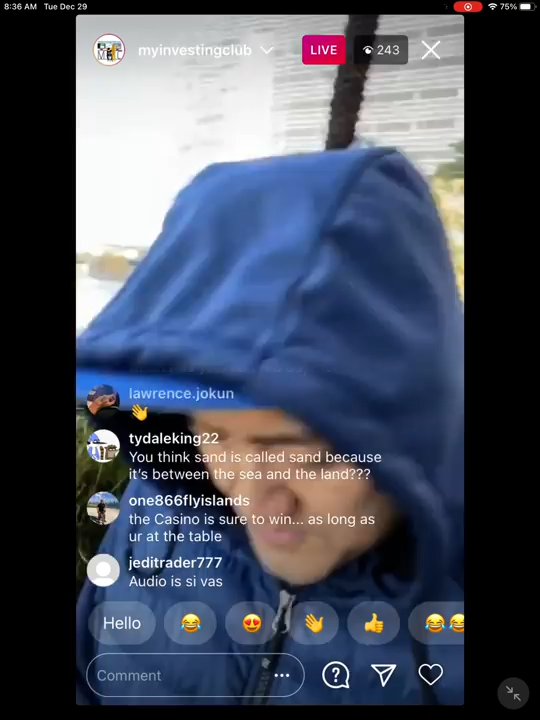 8:36 AM Tue Dec 29
75%
myinvestingclub
LIVE
243
lawrence.jokun
👋
tydaleking22
You think sand is called sand because
it's between the sea and the land???
one866flyislands
the Casino is sure to win... as long as
ur at the table
jeditrader777
Audio is si vas
Hello 😂 😍 👋 👍 😂😂
Comment